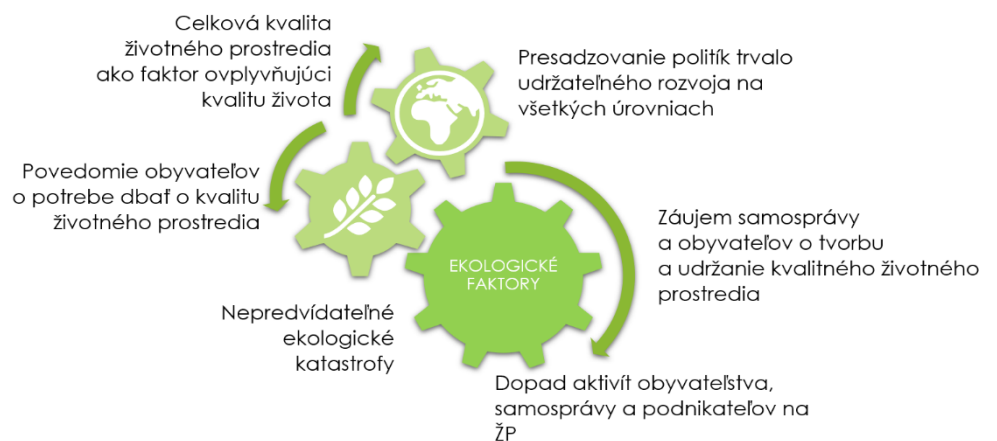 Celková kvalita
životného prostredia
ako faktor ovplyvňujúci
kvalitu života
Presadzovanie politík trvalo
udržateľného rozvoja na
všetkých úrovniach
Povedomie obyvateľov
o potrebe dbať o kvalitu
životného prostredia
Záujem samosprávy
a obyvateľov o tvorbu
a udržanie kvalitného životného
prostredia
EKOLOGICKÉ
FAKTORY
Nepredvídateľné
ekologické
katastrofy
Dopad aktivít obyvateľstva,
samosprávy a podnikateľov na
ŽP